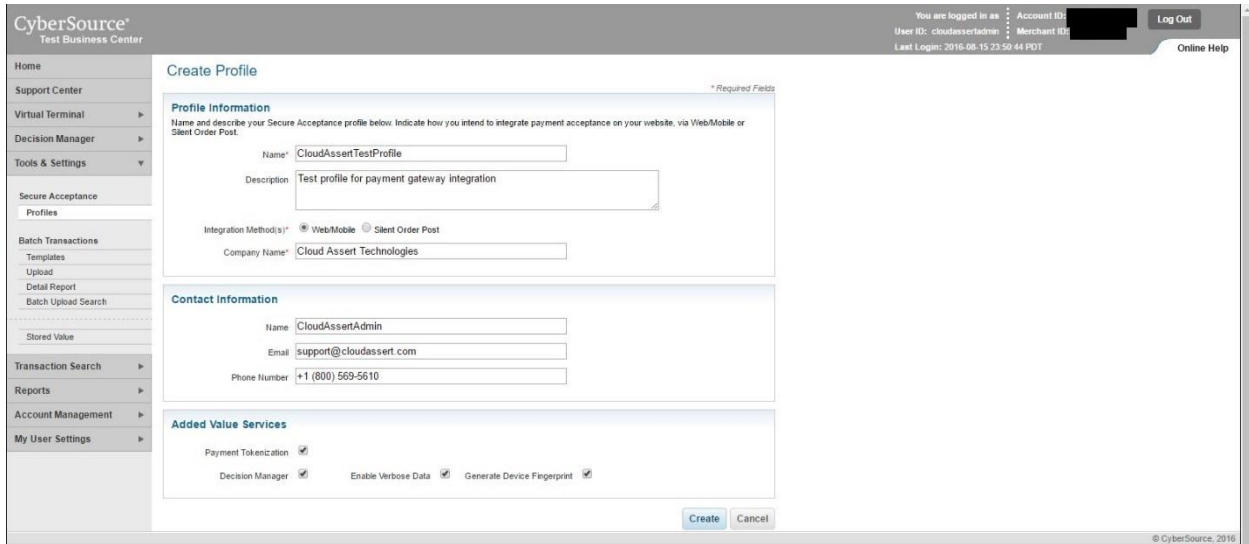 CyberSource®
Test Business Center
You are logged in as
Account ID:
User ID: cloudassertadmin
Merchant ID:
Last Login: 2016-08-15 23:50:44 PDT
Log Out
Online Help
Home
Support Center
Virtual Terminal
Decision Manager
Tools & Settings
Secure Acceptance
Profiles
Batch Transactions
Templates
Upload
Detail Report
Batch Upload Search
Stored Value
Transaction Search
Reports
Account Management
My User Settings
Create Profile
* Required Fields
Profile Information
Name and describe your Secure Acceptance profile below. Indicate how you intend to integrate payment acceptance on your website, via Web/Mobile or
Silent Order Post.
Name* CloudAssertTestProfile
Description Test profile for payment gateway integration
Integration Method(s)* Web/Mobile Silent Order Post
Company Name* Cloud Assert Technologies
Contact Information
Name CloudAssertAdmin
Email support@cloudassert.com
Phone Number +1 (800) 569-5610
Added Value Services
Payment Tokenization
Decision Manager Enable Verbose Data Generate Device Fingerprint
Create Cancel
© CyberSource, 2016